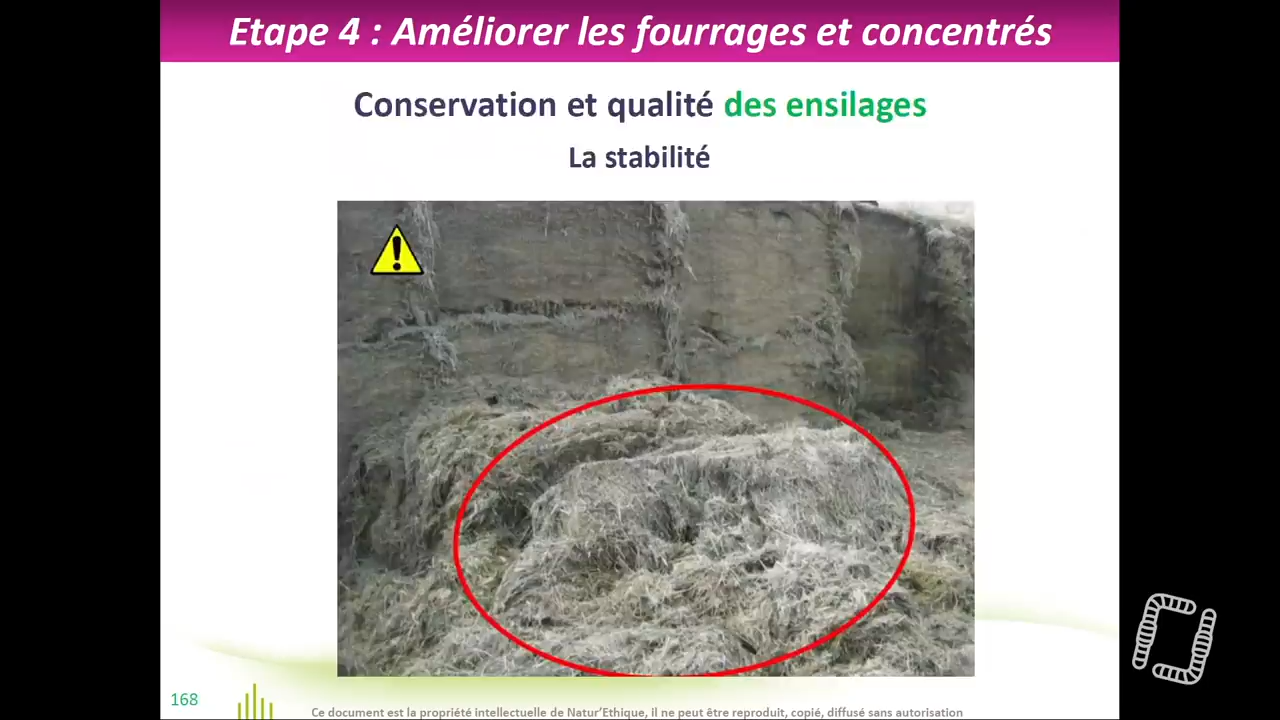 Etape 4 : Améliorer les fourrages et concentrés
Conservation et qualité des ensilages
La stabilité
168
Ce document est la propriété intellectuelle de Natur'Ethique, il ne peut être reproduit, copié, diffusé sans autorisation